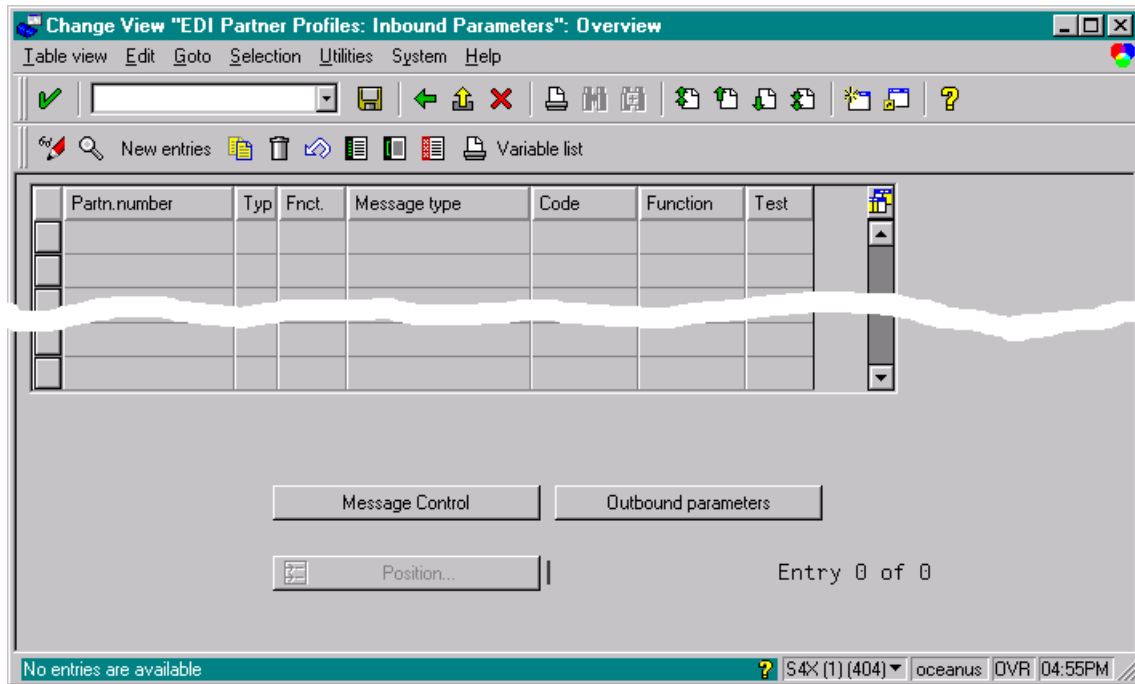 Change View "EDI Partner Profiles: Inbound Parameters": Overview
Table view Edit Goto Selection Utilities System Help
New entries Variable list
Partn.number Typ Fnct. Message type Code Function Test
Message Control Outbound parameters
Position... Entry 0 of 0
No entries are available S4X (1) (404) oceanus OVR 04:55PM